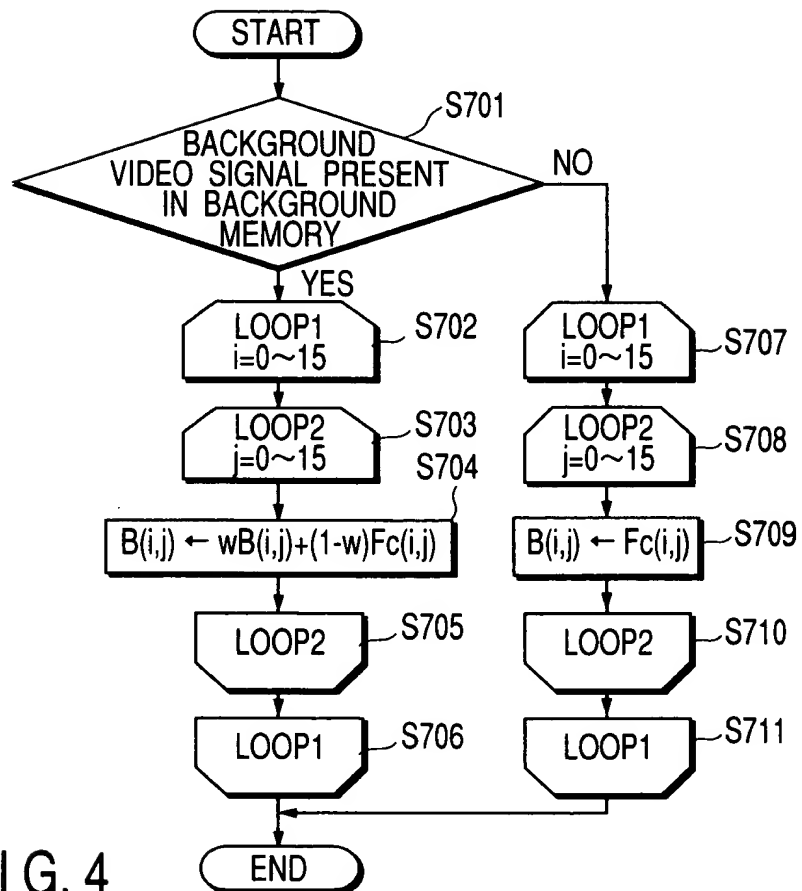 START
S701
BACKGROUND
VIDEO SIGNAL PRESENT
IN BACKGROUND
MEMORY
NO
YES
LOOP1
i=0~15
S702
LOOP2
j=0~15
S703
S704
B(i,j) ← wB(i,j)+(1-w)Fc(i,j)
LOOP2
S705
LOOP1
S706
LOOP1
i=0~15
S707
LOOP2
j=0~15
S708
B(i,j) ← Fc(i,j)
S709
LOOP2
S710
LOOP1
S711
END
IG. 4